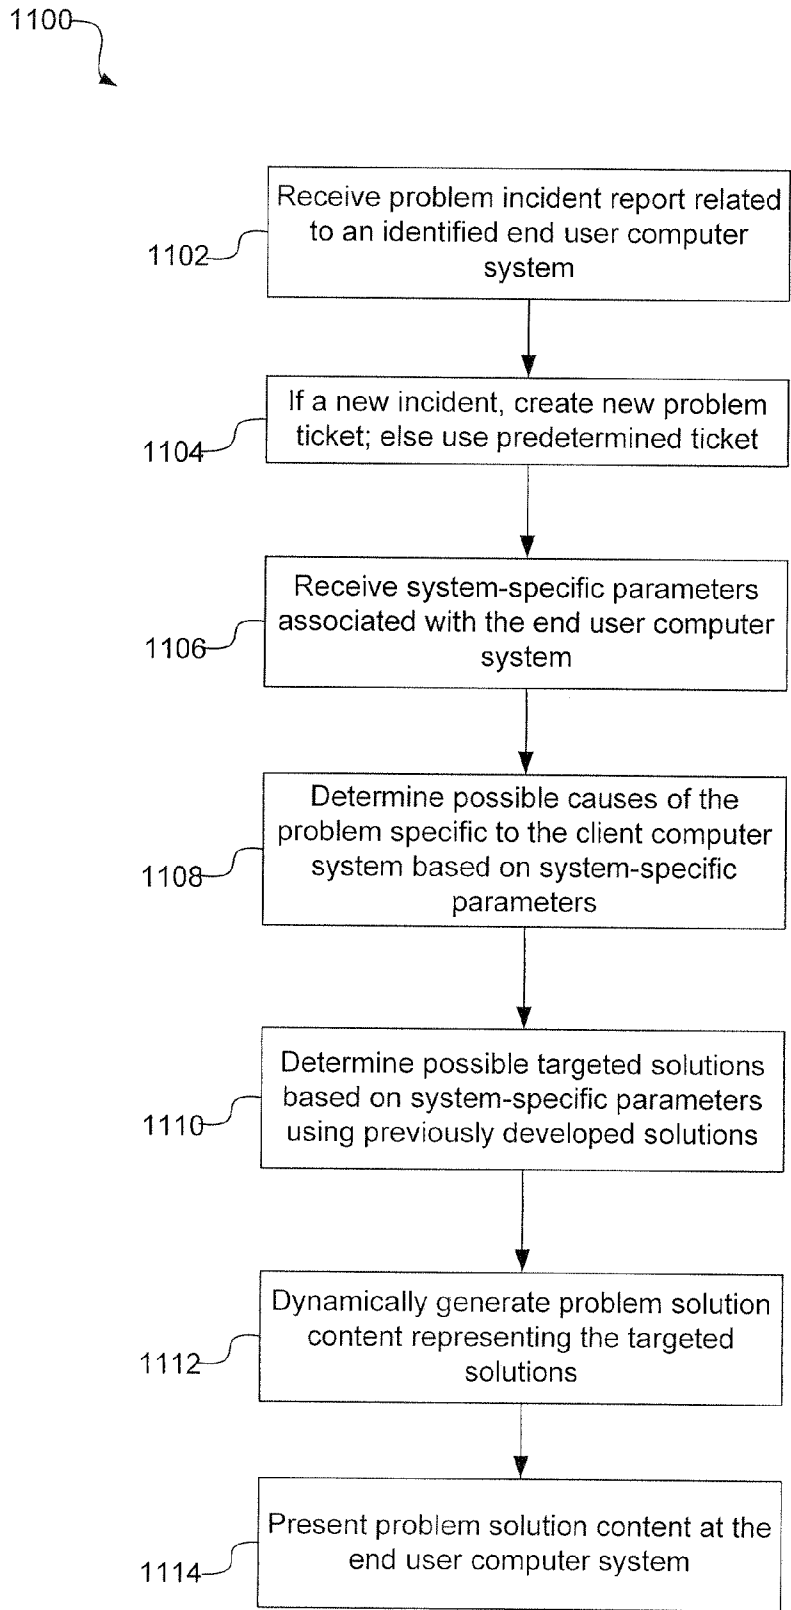 1100
Receive problem incident report related
to an identified end user computer
system
1102
If a new incident, create new problem
ticket; else use predetermined ticket
1104
Receive system-specific parameters
associated with the end user computer
system
1106
Determine possible causes of the
problem specific to the client computer
system based on system-specific
parameters
1108
Determine possible targeted solutions
based on system-specific parameters
using previously developed solutions
1110
Dynamically generate problem solution
content representing the targeted
solutions
1112
Present problem solution content at the
end user computer system
1114